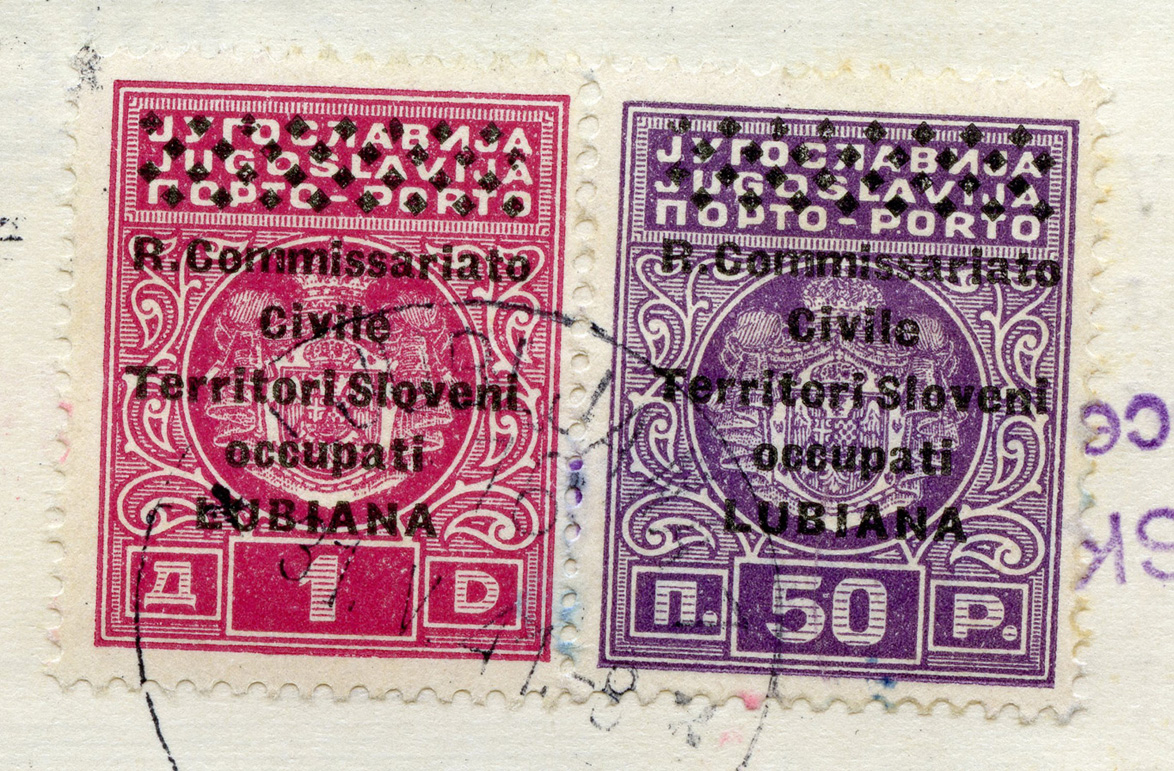 ЈУГОСЛАВИЈА
JUGOSLAVIJA
ПОРТО-PORTO
R. Commissariato
Civile
Territori Sloveni
occupati
LUBIANA
Д 1 D
ЈУГОСЛАВИЈА
JUGOSLAVIJA
ПОРТО-PORTO
R. Commissariato
Civile
Territori Sloveni
occupati
LUBIANA
П. 50 P.